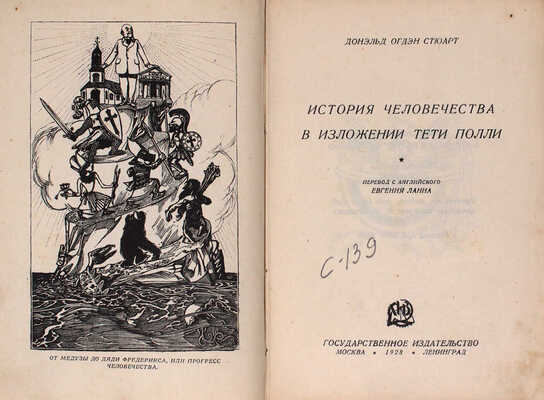 ОТ МЕДУЗЫ ДО ДЯДИ ФРЕДЕРИКСА, ИЛИ ПРОГРЕСС
ЧЕЛОВЕЧЕСТВА.
ДОНЭЛЬД ОГДЭН СТЮАРТ
ИСТОРИЯ ЧЕЛОВЕЧЕСТВА
В ИЗЛОЖЕНИИ ТЕТИ ПОЛЛИ
ПЕРЕВОД С АНГЛИЙСКОГО
ЕВГЕНИЯ ЛАННА
С-139
ГОСУДАРСТВЕННОЕ ИЗДАТЕЛЬСТВО
МОСКВА • 1928 • ЛЕНИНГРАД